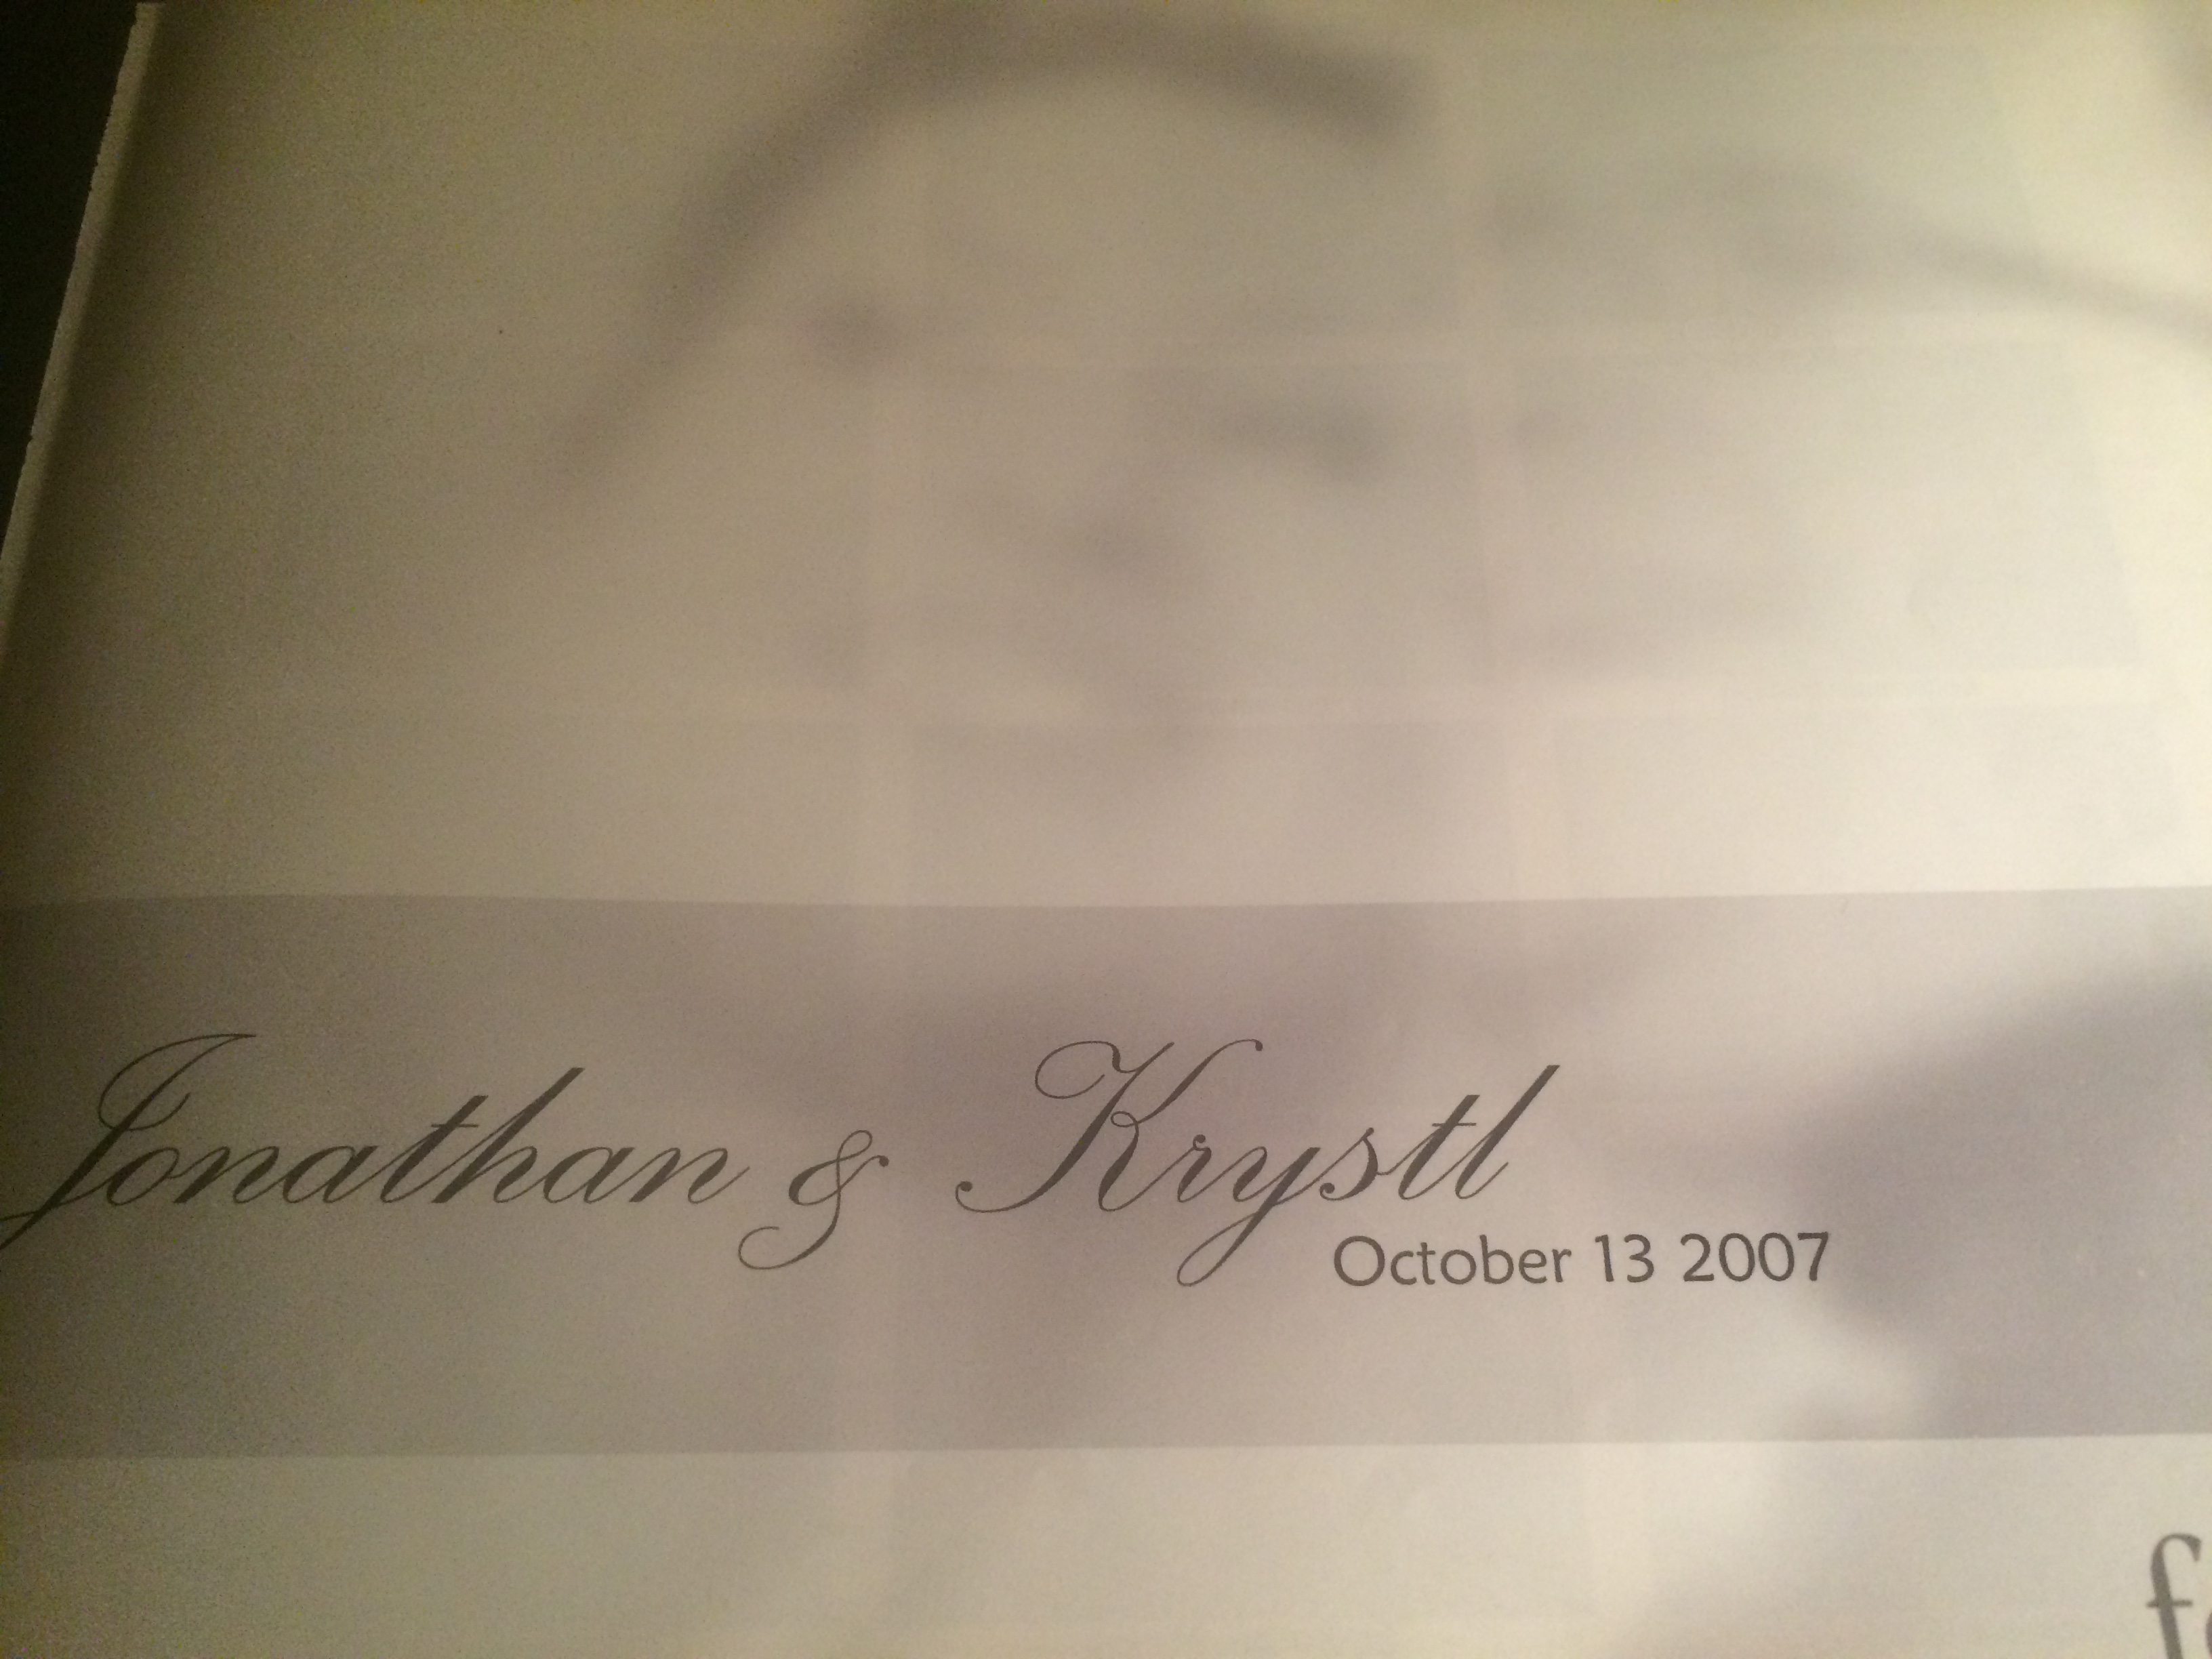 Jonathan & Krystl
October 13 2007